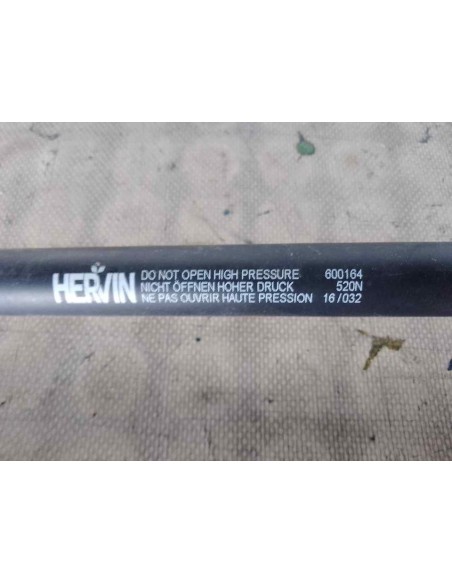 HERVIN
DO NOT OPEN HIGH PRESSURE 600164
NICHT ÖFFNEN HOHER DRUCK 520N
NE PAS OUVRIR HAUTE PRESSION 16/032